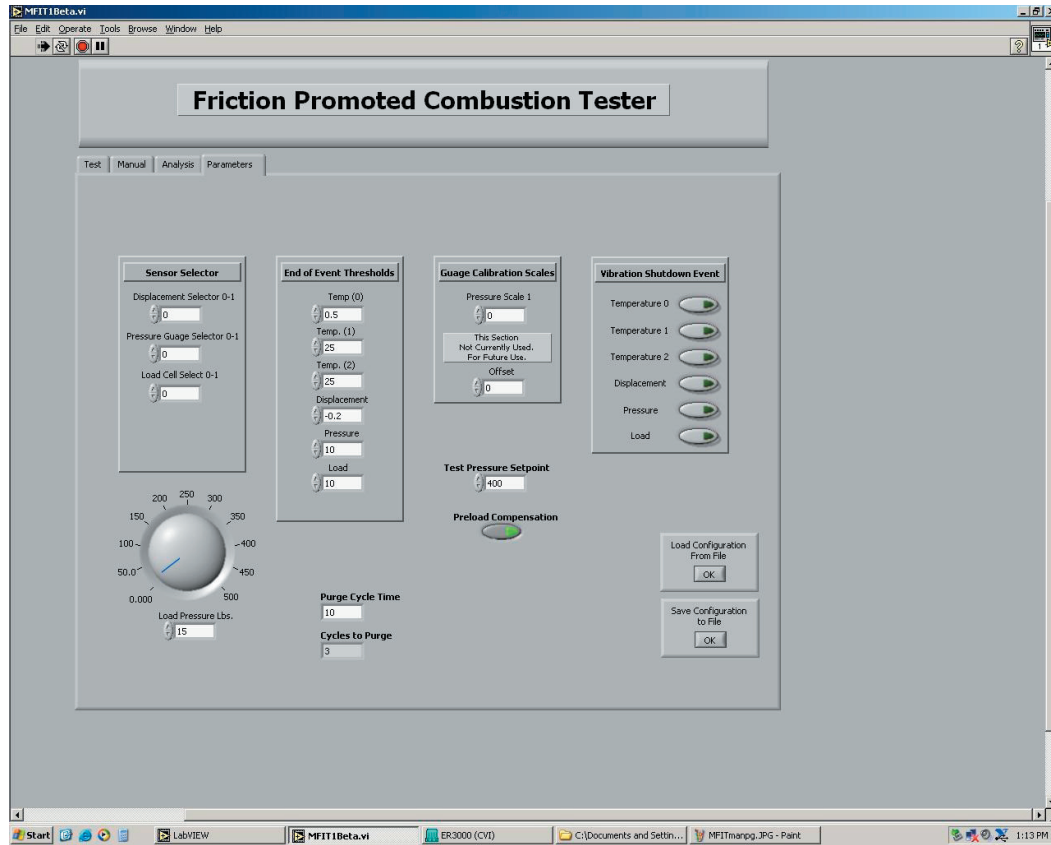 MFIT1Beta.vi
File Edit Operate Tools Browse Window Help
Friction Promoted Combustion Tester
Test Manual Analysis Parameters
Sensor Selector
Displacement Selector 0-1
0
Pressure Guage Selector 0-1
0
Load Cell Select 0-1
0
End of Event Thresholds
Temp (0)
0.5
Temp. (1)
25
Temp. (2)
25
Displacement
-0.2
Pressure
10
Load
10
Guage Calibration Scales
Pressure Scale 1
0
This Section
Not Currently Used.
For Future Use.
Offset
0
Vibration Shutdown Event
Temperature 0
Temperature 1
Temperature 2
Displacement
Pressure
Load
Test Pressure Setpoint
400
Preload Compensation
0.000
50.0
100
150
200
250
300
350
400
450
500
Load Pressure Lbs.
15
Purge Cycle Time
10
Cycles to Purge
3
Load Configuration
From File
OK
Save Configuration
to File
OK
Start LabVIEW MFIT1Beta.vi ER3000 (CVI) C:\Documents and Settin... MFITmanpg.JPG - Paint 1:13 PM